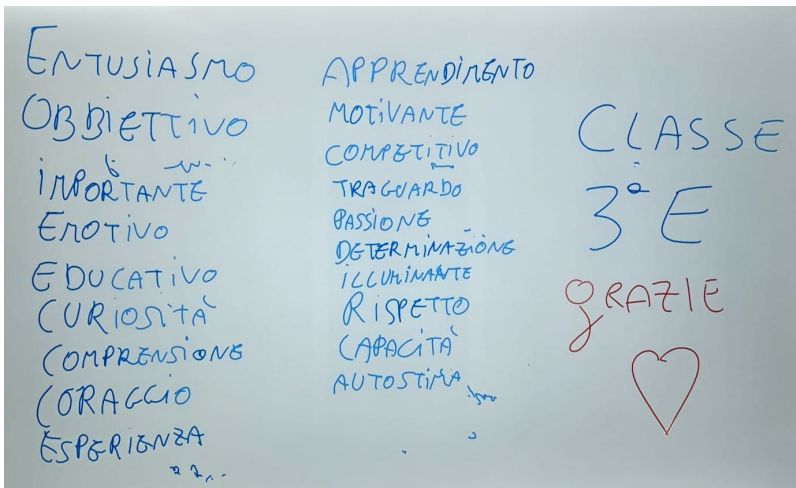 ENTUSIASMO
OBBIETTIVO
IMPORTANTE
EMOTIVO
EDUCATIVO
CURIOSITÀ
COMPRENSIONE
CORAGGIO
ESPERIENZA
APPRENDIMENTO
MOTIVANTE
COMPETITIVO
TRAGUARDO
PASSIONE
DETERMINAZIONE
ILLUMINANTE
RISPETTO
CAPACITÀ
AUTOSTIMA
CLASSE
3ª E
GRAZIE